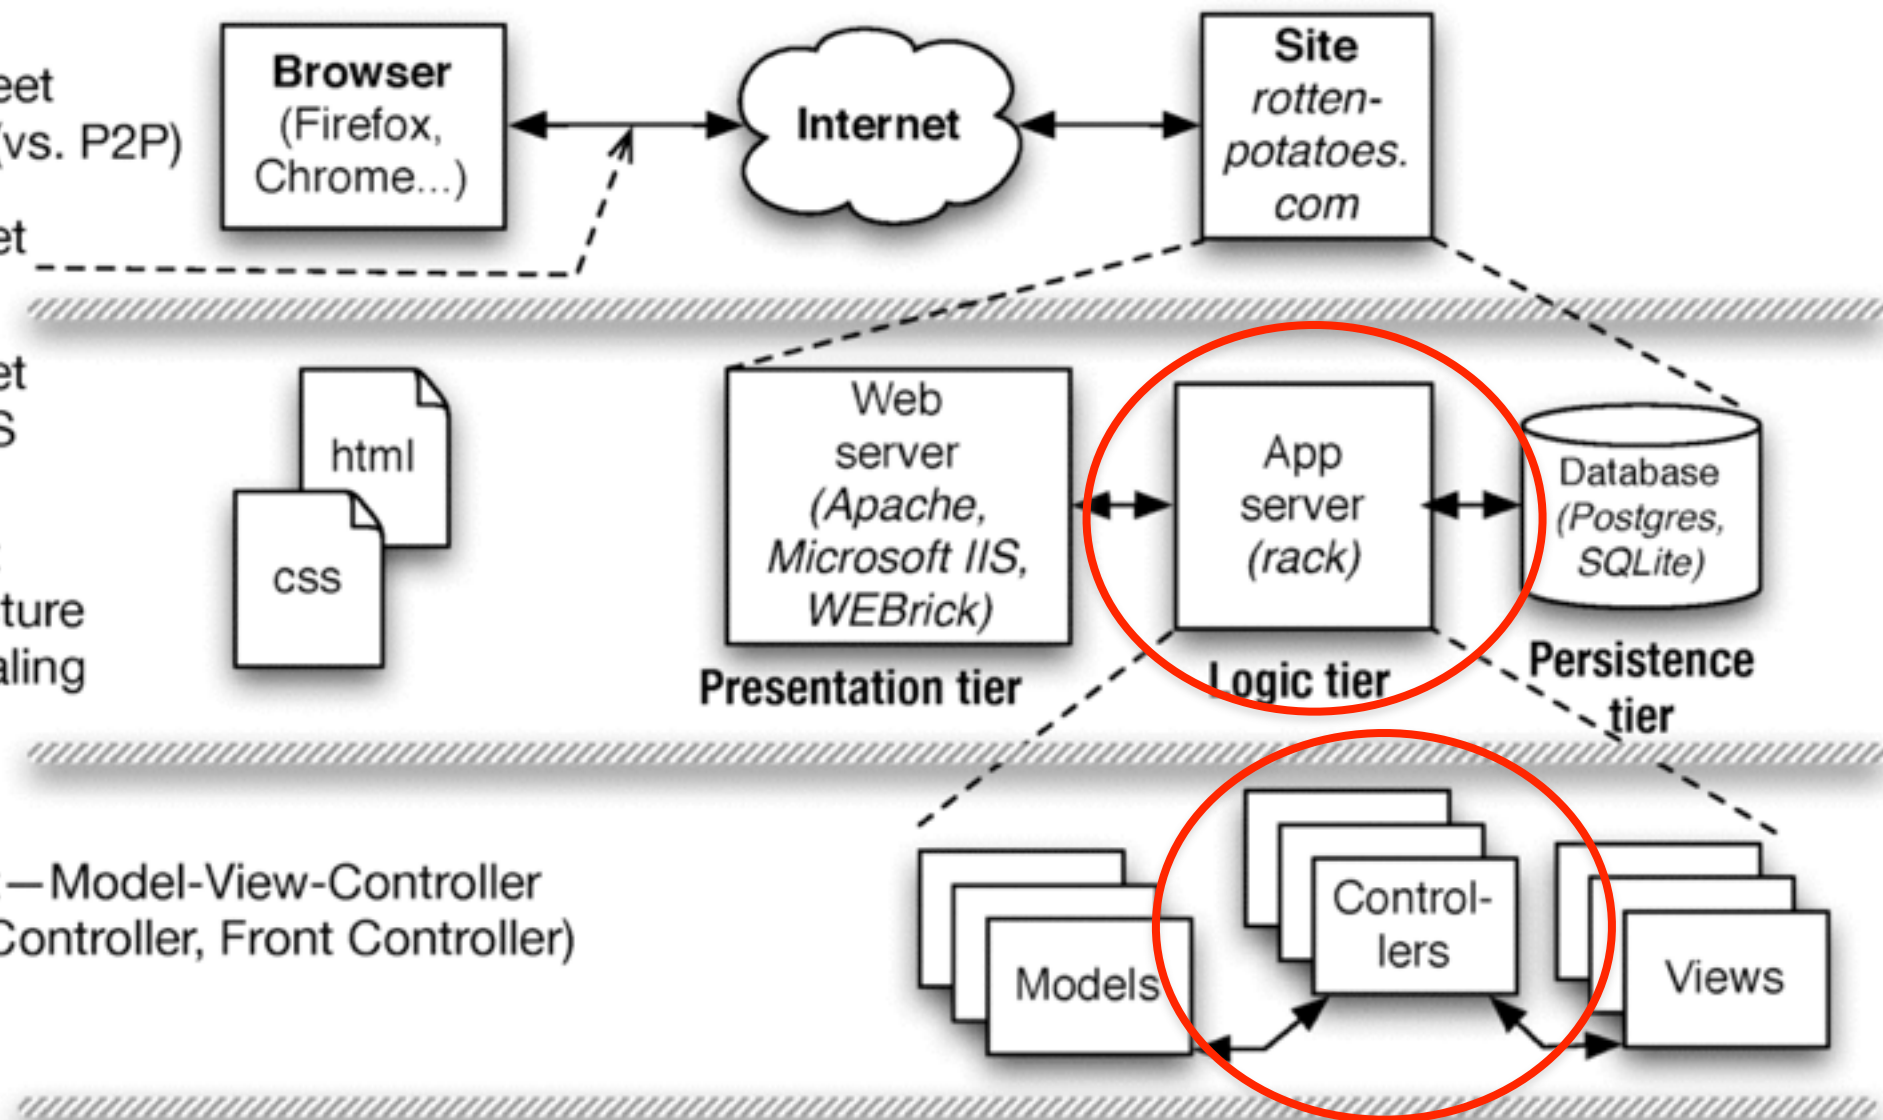 eet
(vs. P2P)
et
Browser
(Firefox,
Chrome...)
Internet
Site
rotten-
potatoes.
com
et
S
ture
aling
html
css
Web
server
(Apache,
Microsoft IIS,
WEBrick)
Presentation tier
App
server
(rack)
Logic tier
Database
(Postgres,
SQLite)
Persistence
tier
—Model-View-Controller
Controller, Front Controller)
Models
Control-
lers
Views